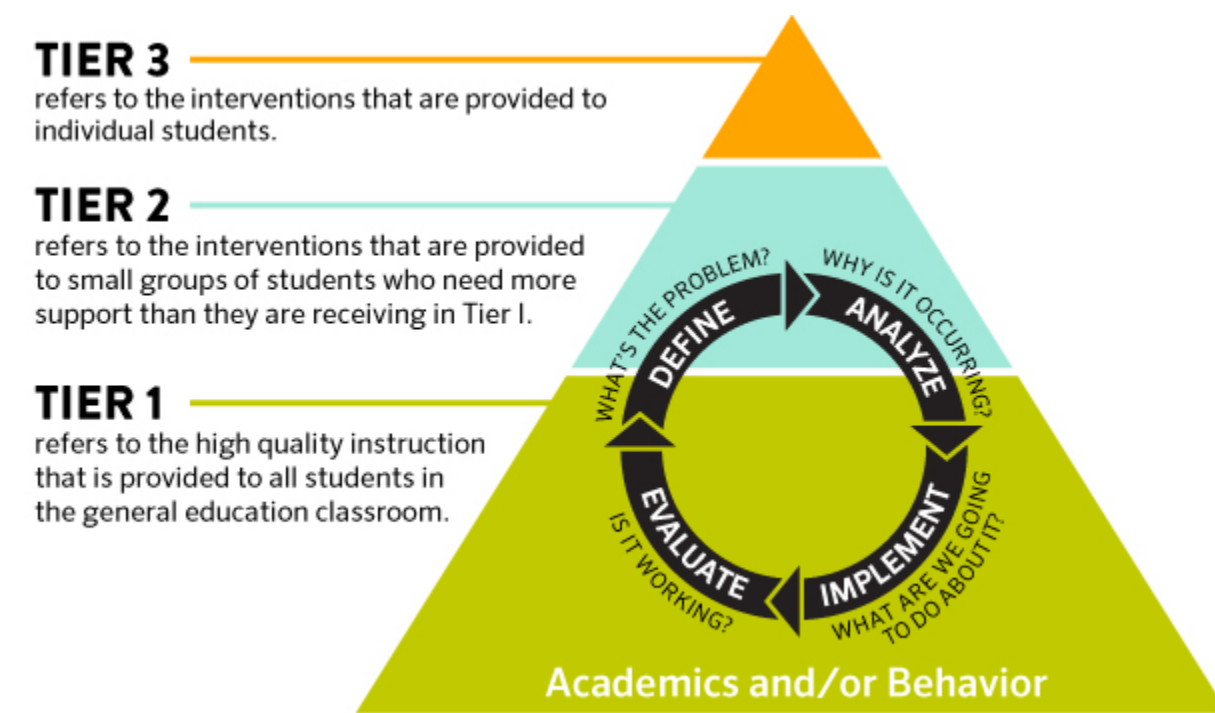 TIER 3
refers to the interventions that are provided to
individual students.
TIER 2
refers to the interventions that are provided
to small groups of students who need more
support than they are receiving in Tier I.
TIER 1
refers to the high quality instruction
that is provided to all students in
the general education classroom.
WHAT'S THE PROBLEM?
DEFINE
WHY IS IT OCCURRING?
ANALYZE
IMPLEMENT
WHAT ARE WE GOING
TO DO ABOUT IT?
EVALUATE
IS IT WORKING?
Academics and/or Behavior